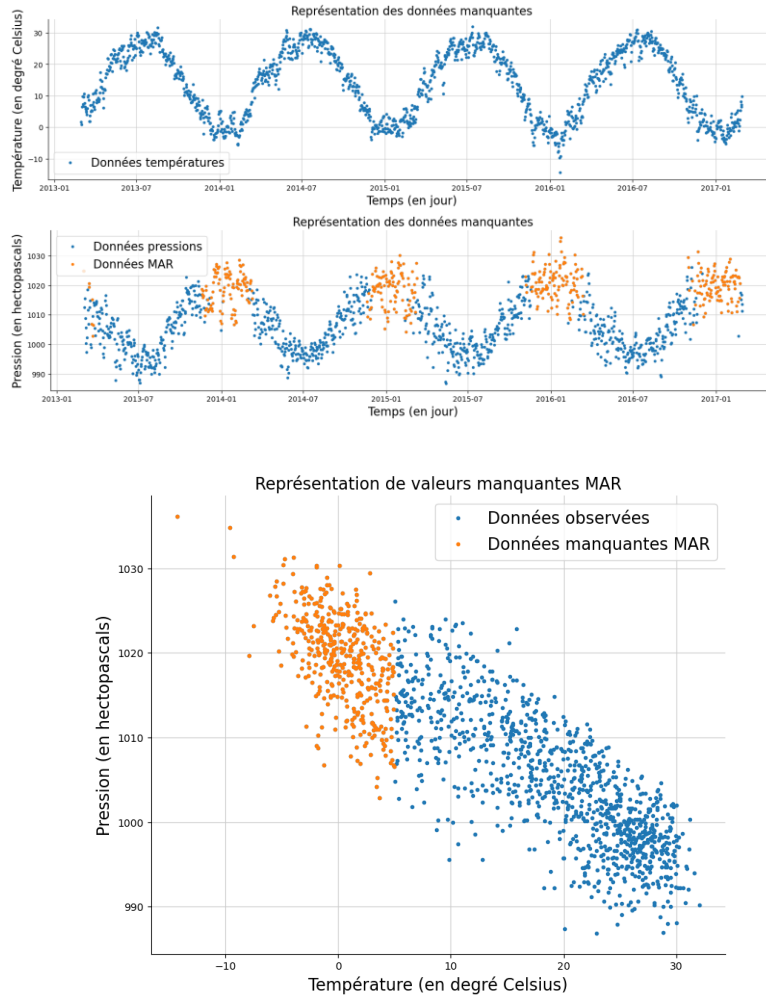 Représentation des données manquantes
Température (en degré Celsius)
30
20
10
0
−10
Données températures
2013-01 2013-07 2014-01 2014-07 2015-01 2015-07 2016-01 2016-07 2017-01
Temps (en jour)
Représentation des données manquantes
Pression (en hectopascals)
1030
1020
1010
1000
990
Données pressions
Données MAR
2013-01 2013-07 2014-01 2014-07 2015-01 2015-07 2016-01 2016-07 2017-01
Temps (en jour)
Représentation de valeurs manquantes MAR
Pression (en hectopascals)
1030
1020
1010
1000
990
Données observées
Données manquantes MAR
−10 0 10 20 30
Température (en degré Celsius)